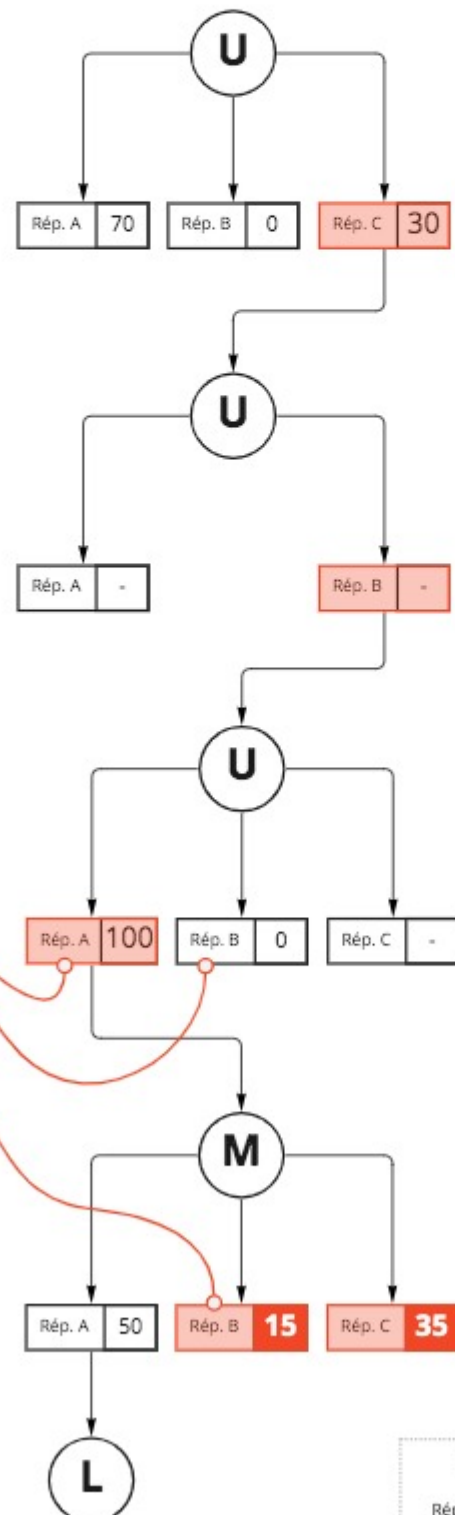 U
Rép. A 70 Rép. B 0 Rép. C 30
U
Rép. A - Rép. B -
U
Rép. A 100 Rép. B 0 Rép. C -
M
Rép. A 50 Rép. B 15 Rép. C 35
L
Rép